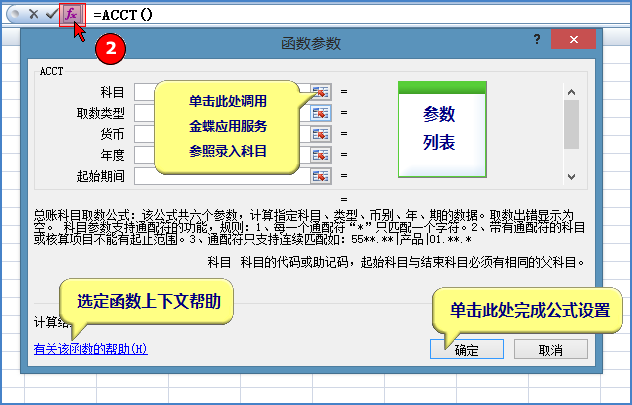 =ACCT()
2
函数参数
?
ACCT
科目
=
取数类型
=
货币
=
年度
=
起始期间
=
单击此处调用
金蝶应用服务
参照录入科目
参数
列表
=
总账科目取数公式: 该公式共六个参数，计算指定科目、类型、币别、年、期的数据。取数出错显示为
空。 科目参数支持通配符的功能，规则: 1、每一个通配符“*”只匹配一个字符。2、带有通配符的科目
或核算项目不能有起止范围。3、通配符只支持连续匹配如: 55**.**|产品|01.**.*
科目 科目的代码或助记码，起始科目与结束科目必须有相同的父科目。
选定函数上下文帮助
单击此处完成公式设置
计算结
有关该函数的帮助(H)
确定
取消